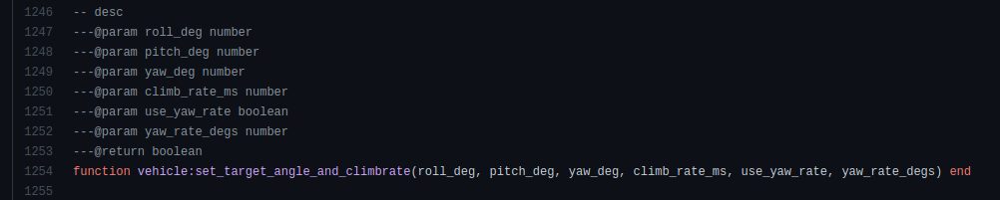 1246 -- desc
1247 ---@param roll_deg number
1248 ---@param pitch_deg number
1249 ---@param yaw_deg number
1250 ---@param climb_rate_ms number
1251 ---@param use_yaw_rate boolean
1252 ---@param yaw_rate_degs number
1253 ---@return boolean
1254 function vehicle:set_target_angle_and_climbrate(roll_deg, pitch_deg, yaw_deg, climb_rate_ms, use_yaw_rate, yaw_rate_degs) end
1255